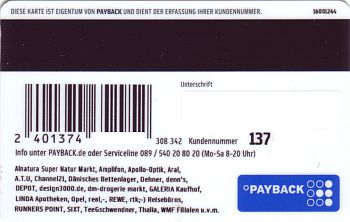 DIESE KARTE IST EIGENTUM VON PAYBACK UND DIENT DER ERFASSUNG IHRER KUNDENNUMMER.
16001244
Unterschrift
2 401374 308 342 Kundennummer 137
Info unter PAYBACK.de oder Serviceline 089 / 540 20 80 20 (Mo-Sa 8-20 Uhr)
Alnatura Super Natur Markt, Amplifon, Apollo-Optik, Aral,
A.T.U, Channel21, Dänisches Bettenlager, Dehner, denn's,
DEPOT, design3000.de, dm-drogerie markt, GALERIA Kaufhof,
LINDA Apotheken, Opel, real,-, REWE, rtk;-) Reisebüros,
RUNNERS POINT, SIXT, TeeGschwendner, Thalia, WMF Filialen u.v.m.
PAYBACK